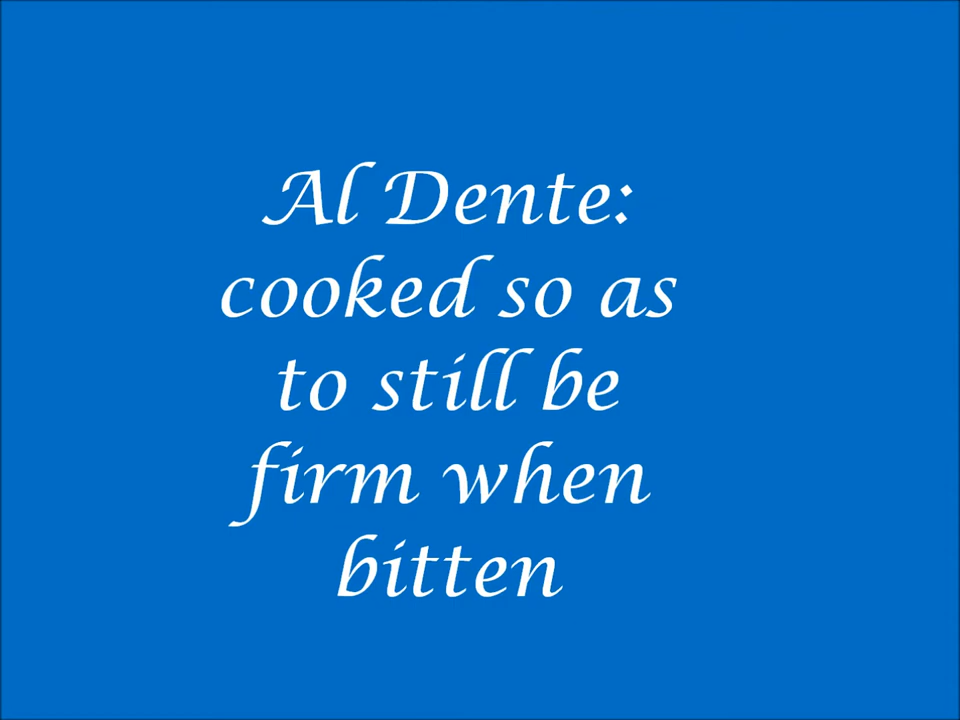 Al Dente:
cooked so as
to still be
firm when
bitten